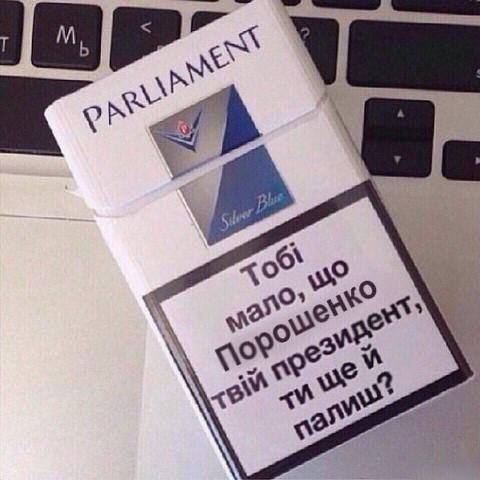 Т
М
Ь
<
?
PARLIAMENT
P
Silver Blue
Тобі
мало, що
Порошенко
твій президент,
ти ще й
палиш?